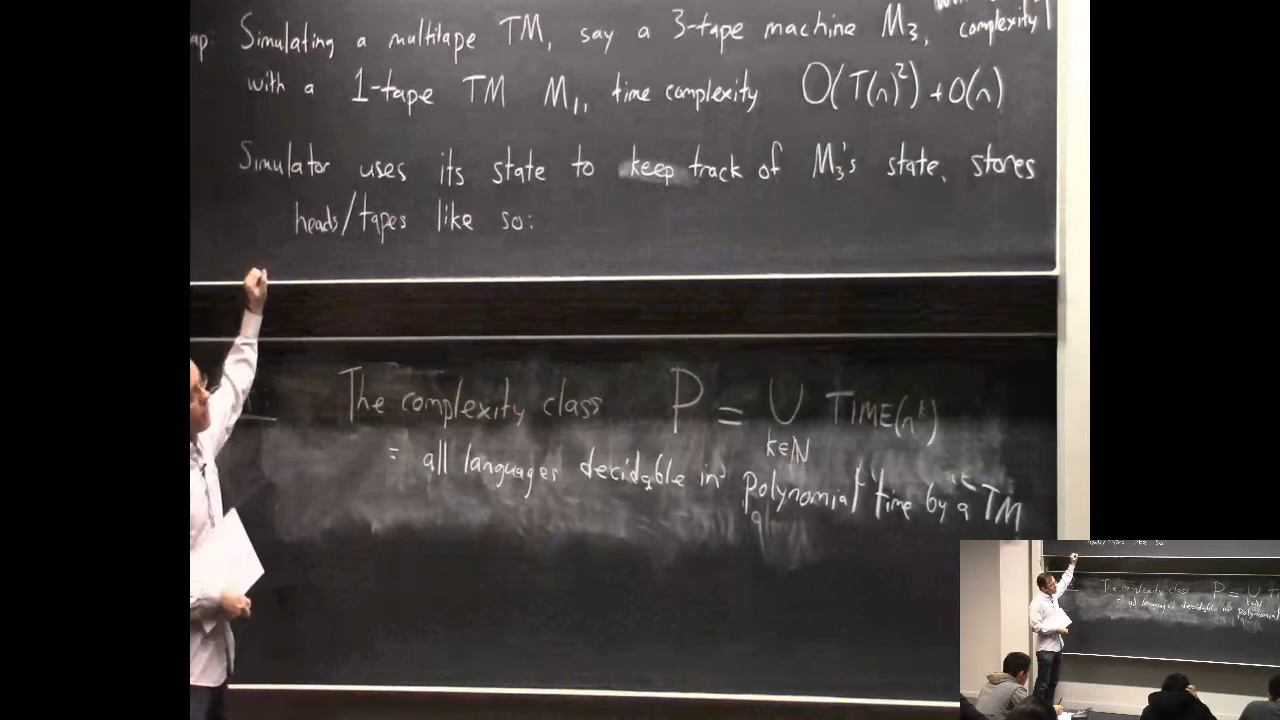 ap: Simulating a multitape TM, say a 3-tape machine M₃, complexity
with a 1-tape TM M₁, time complexity O(T(n)²) + O(n)
Simulator uses its state to keep track of M₃'s state, stores
heads/tapes like so:
The complexity class P = ∪ TIME(nᵏ)
k∈ℕ
= all languages decidable in polynomial time by a TM